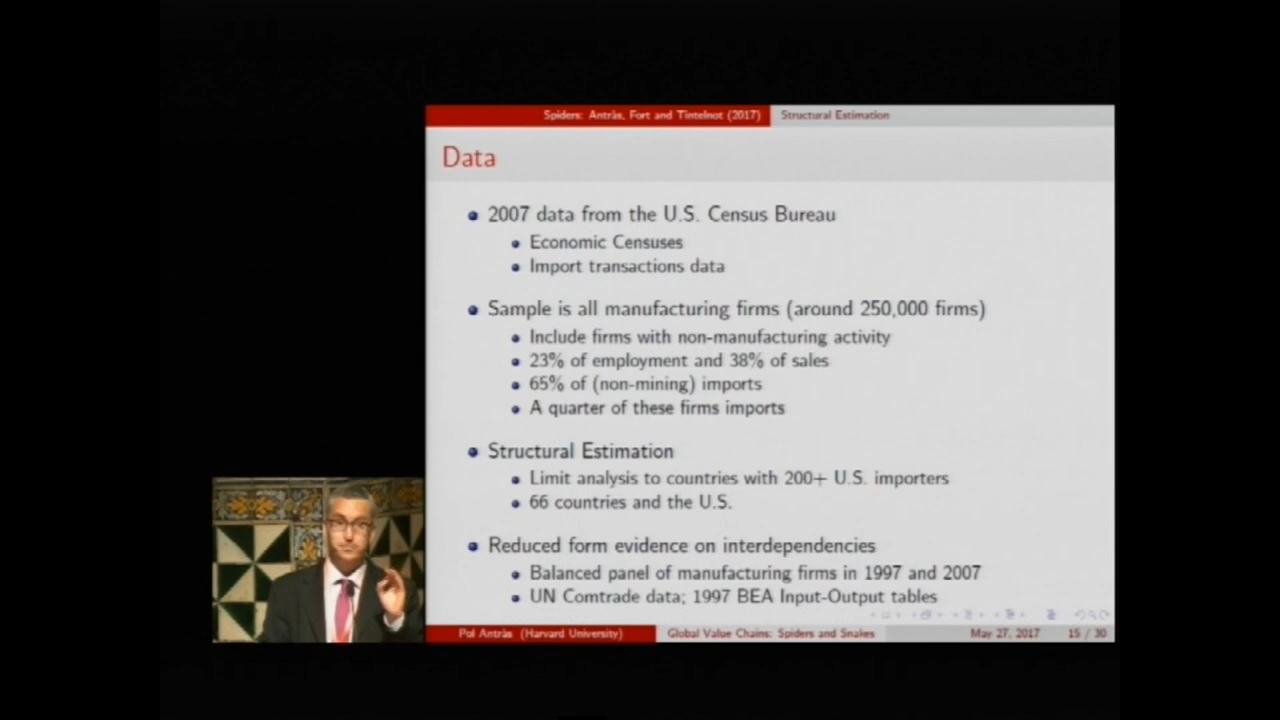 Spiders: Antràs, Fort and Tintelnot (2017) Structural Estimation
Data
2007 data from the U.S. Census Bureau
Economic Censuses
Import transactions data
Sample is all manufacturing firms (around 250,000 firms)
Include firms with non-manufacturing activity
23% of employment and 38% of sales
65% of (non-mining) imports
A quarter of these firms imports
Structural Estimation
Limit analysis to countries with 200+ U.S. importers
66 countries and the U.S.
Reduced form evidence on interdependencies
Balanced panel of manufacturing firms in 1997 and 2007
UN Comtrade data; 1997 BEA Input-Output tables
Pol Antràs (Harvard University) Global Value Chains: Spiders and Snakes May 27, 2017 15 / 30